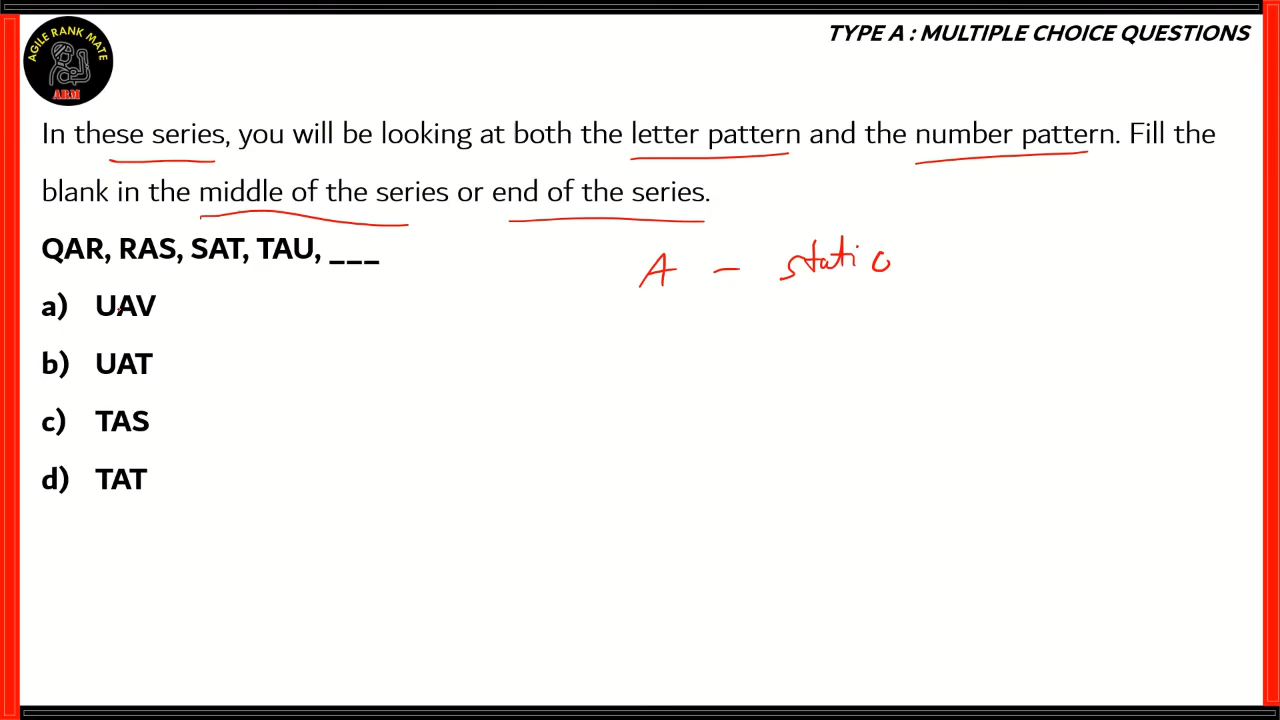 AGILE RANK MATE
ARM
TYPE A : MULTIPLE CHOICE QUESTIONS
In these series, you will be looking at both the letter pattern and the number pattern. Fill the
blank in the middle of the series or end of the series.
QAR, RAS, SAT, TAU, ___
A – static
a) UAV
b) UAT
c) TAS
d) TAT